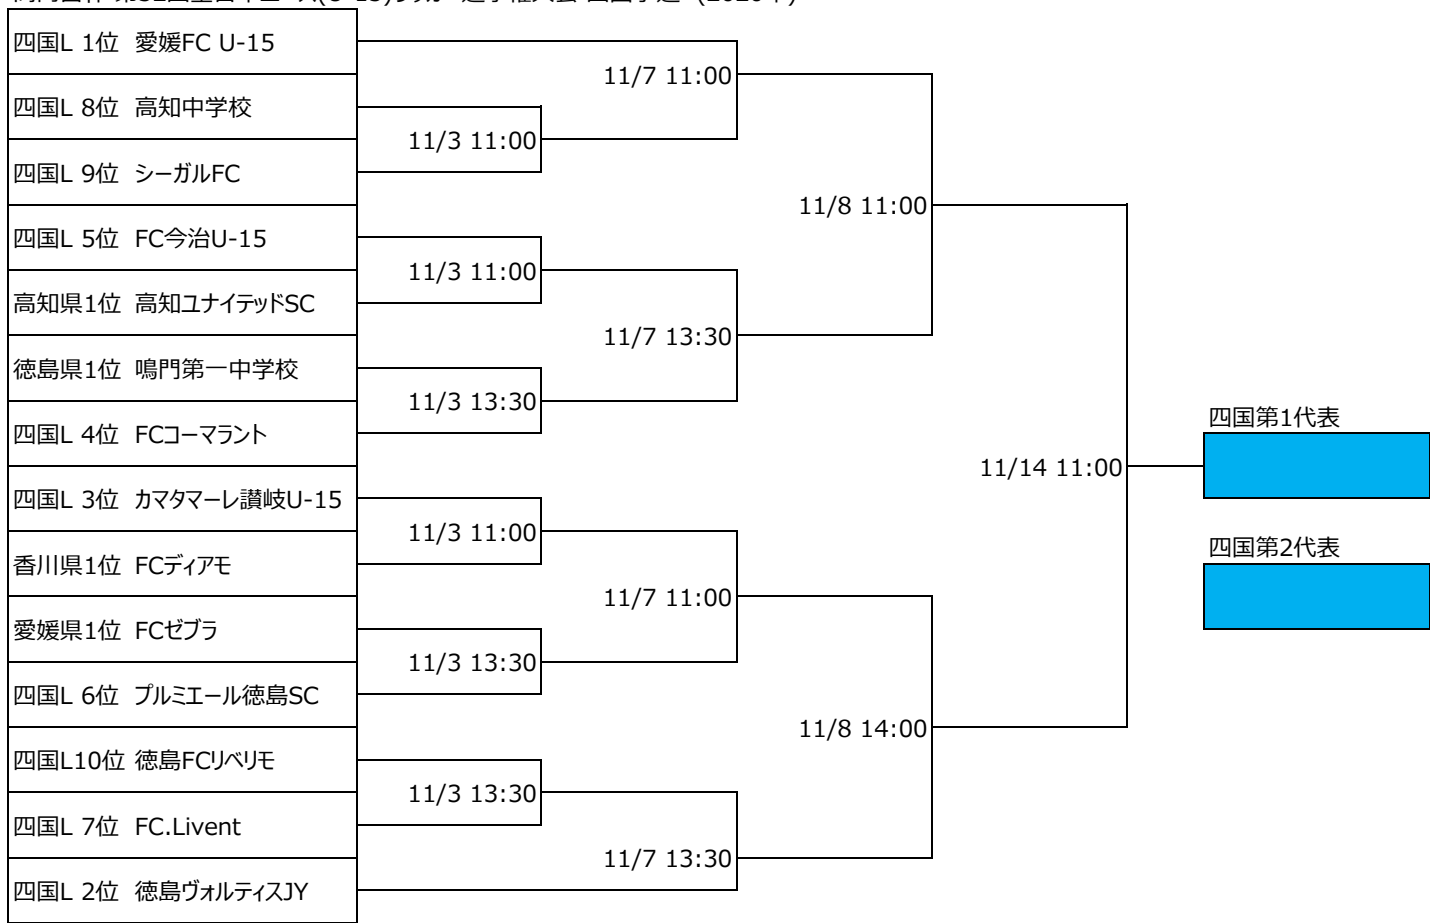 四国L 1位 愛媛FC U-15
11/7 11:00
四国L 8位 高知中学校
11/3 11:00
四国L 9位 シーガルFC
11/8 11:00
四国L 5位 FC今治U-15
11/3 11:00
高知県1位 高知ユナイテッドSC
11/7 13:30
徳島県1位 鳴門第一中学校
11/3 13:30
四国L 4位 FCコーマラント
四国第1代表
11/14 11:00
四国L 3位 カマタマーレ讃岐U-15
11/3 11:00
四国第2代表
香川県1位 FCディアモ
11/7 11:00
愛媛県1位 FCゼブラ
11/3 13:30
四国L 6位 プルミエール徳島SC
11/8 14:00
四国L10位 徳島FCリベリモ
11/3 13:30
四国L 7位 FC.Livent
11/7 13:30
四国L 2位 徳島ヴォルティスJY